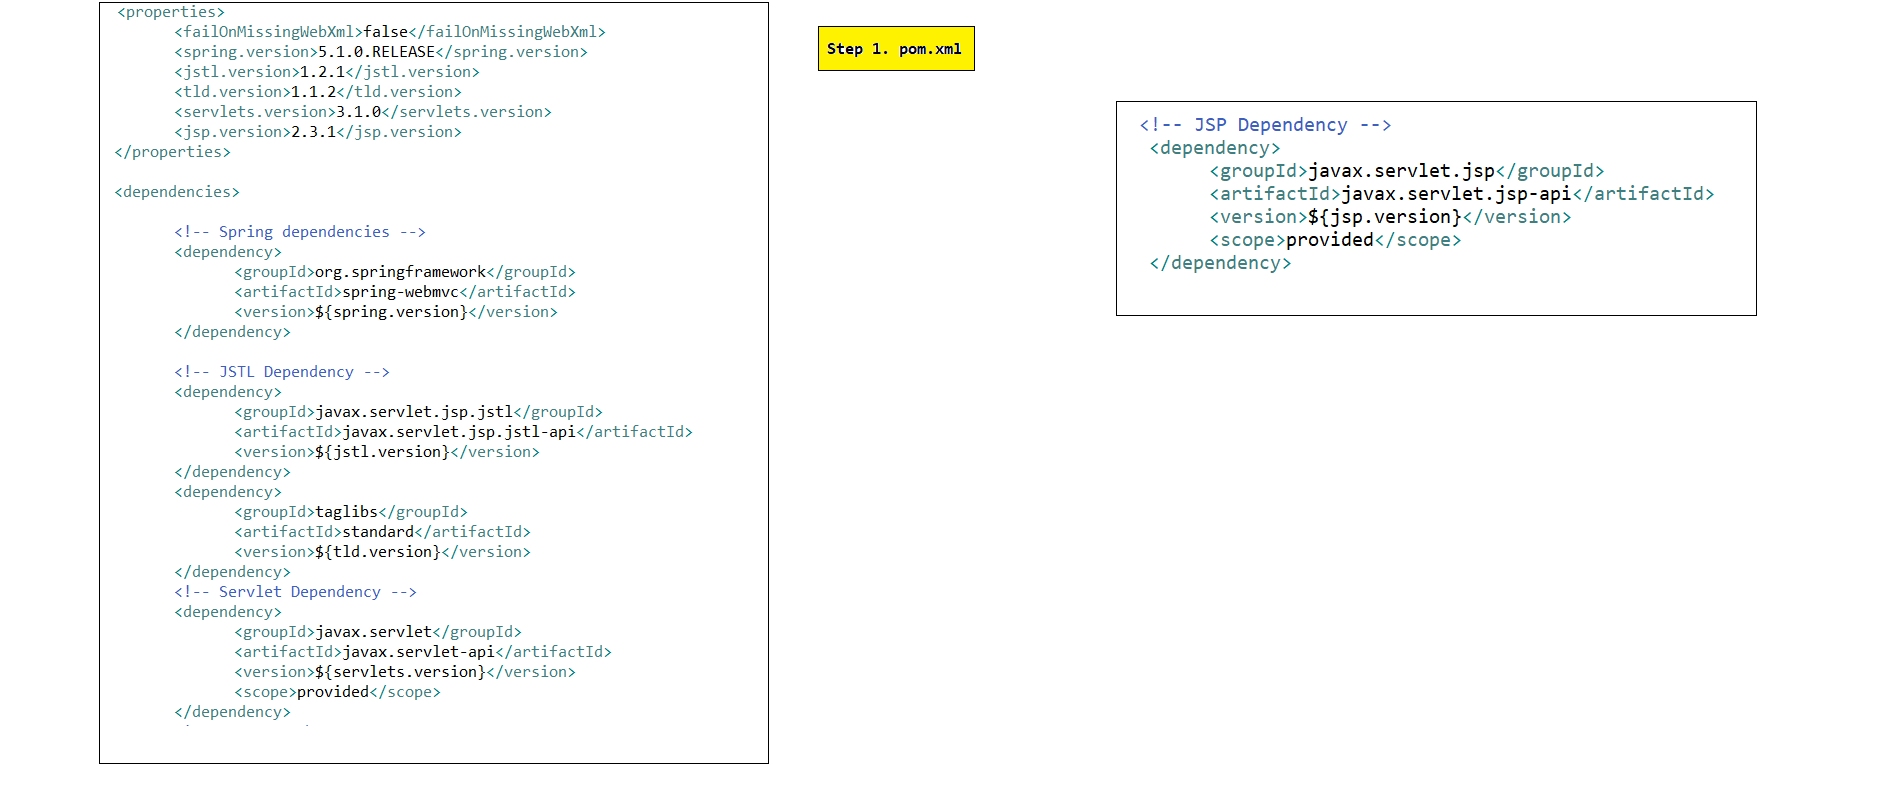 <properties>
<failOnMissingWebXml>false</failOnMissingWebXml>
<spring.version>5.1.0.RELEASE</spring.version>
<jstl.version>1.2.1</jstl.version>
<tld.version>1.1.2</tld.version>
<servlets.version>3.1.0</servlets.version>
<jsp.version>2.3.1</jsp.version>
</properties>
<dependencies>
<!-- Spring dependencies -->
<dependency>
<groupId>org.springframework</groupId>
<artifactId>spring-webmvc</artifactId>
<version>${spring.version}</version>
</dependency>
<!-- JSTL Dependency -->
<dependency>
<groupId>javax.servlet.jsp.jstl</groupId>
<artifactId>javax.servlet.jsp.jstl-api</artifactId>
<version>${jstl.version}</version>
</dependency>
<dependency>
<groupId>taglibs</groupId>
<artifactId>standard</artifactId>
<version>${tld.version}</version>
</dependency>
<!-- Servlet Dependency -->
<dependency>
<groupId>javax.servlet</groupId>
<artifactId>javax.servlet-api</artifactId>
<version>${servlets.version}</version>
<scope>provided</scope>
</dependency>
Step 1. pom.xml
<!-- JSP Dependency -->
<dependency>
<groupId>javax.servlet.jsp</groupId>
<artifactId>javax.servlet.jsp-api</artifactId>
<version>${jsp.version}</version>
<scope>provided</scope>
</dependency>